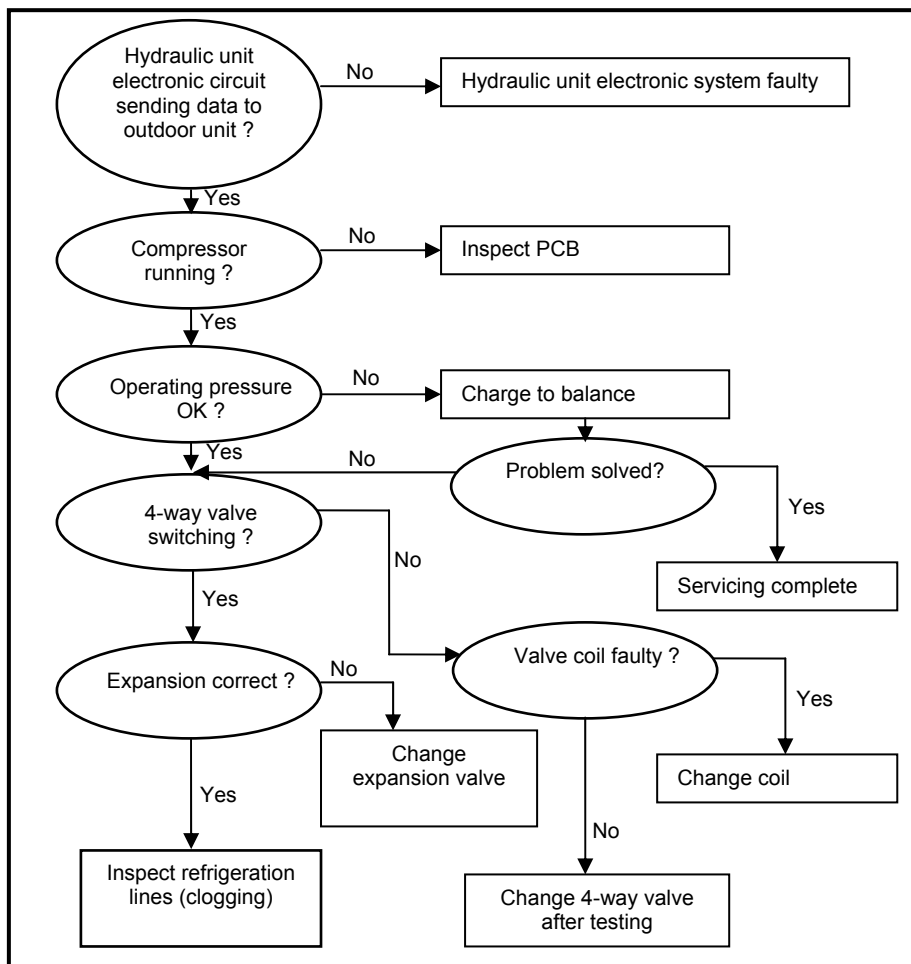 Hydraulic unit
electronic circuit
sending data to
outdoor unit ?
No
Hydraulic unit electronic system faulty
Yes
Compressor
running ?
No
Inspect PCB
Yes
Operating pressure
OK ?
No
Charge to balance
Yes
No
Problem solved?
Yes
Servicing complete
4-way valve
switching ?
No
Yes
Valve coil faulty ?
Yes
Change coil
Expansion correct ?
No
Change
expansion valve
Yes
No
Inspect refrigeration
lines (clogging)
Change 4-way valve
after testing